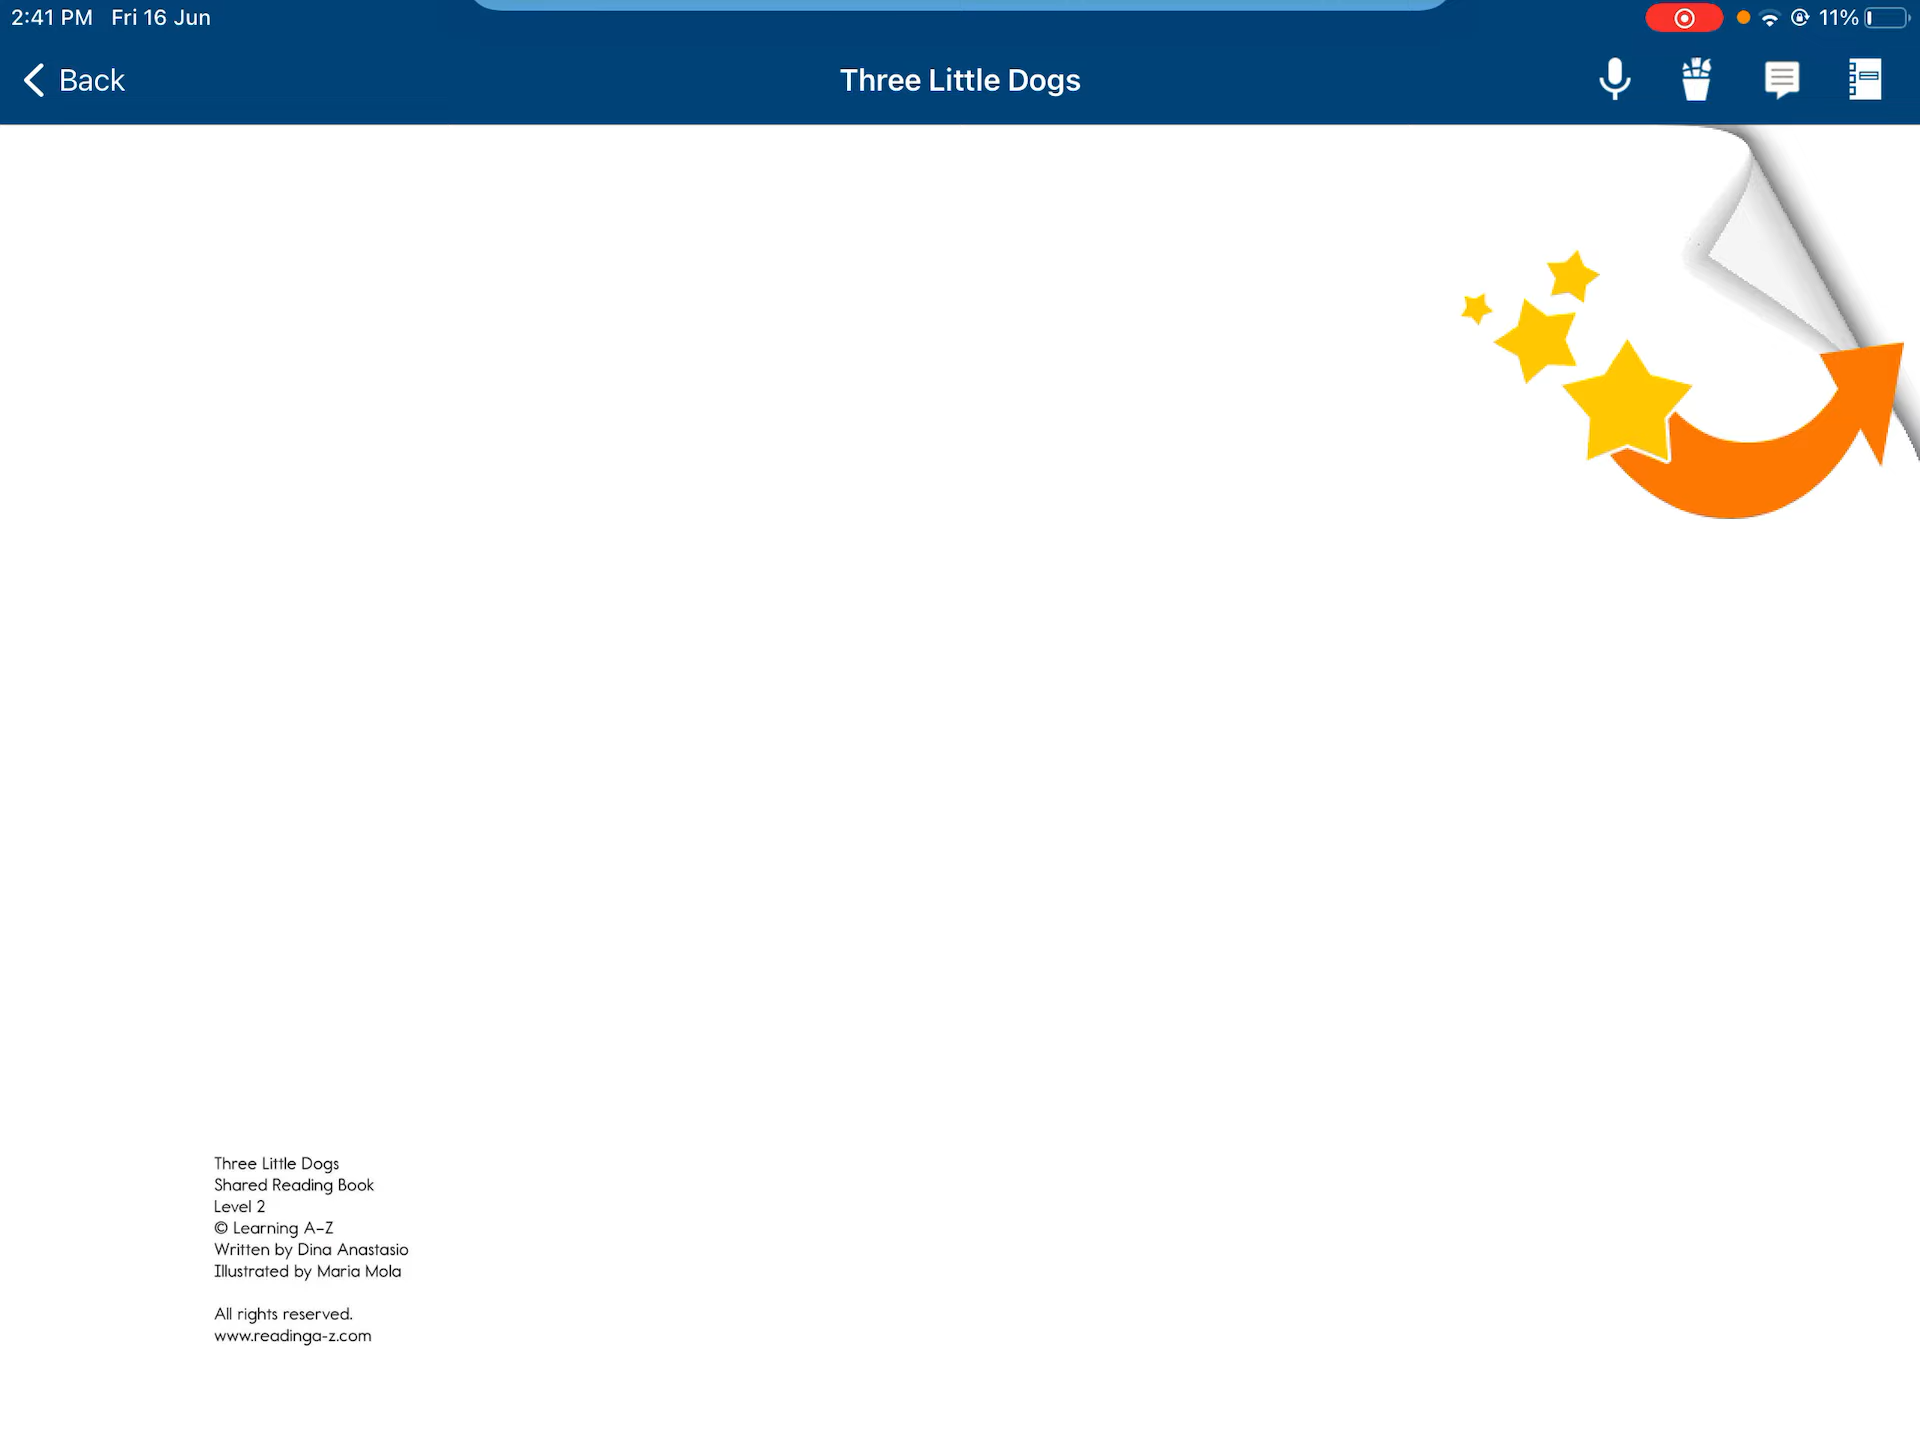 2:41 PM Fri 16 Jun
11%
Back
Three Little Dogs
Three Little Dogs
Shared Reading Book
Level 2
© Learning A–Z
Written by Dina Anastasio
Illustrated by Maria Mola
All rights reserved.
www.readinga-z.com